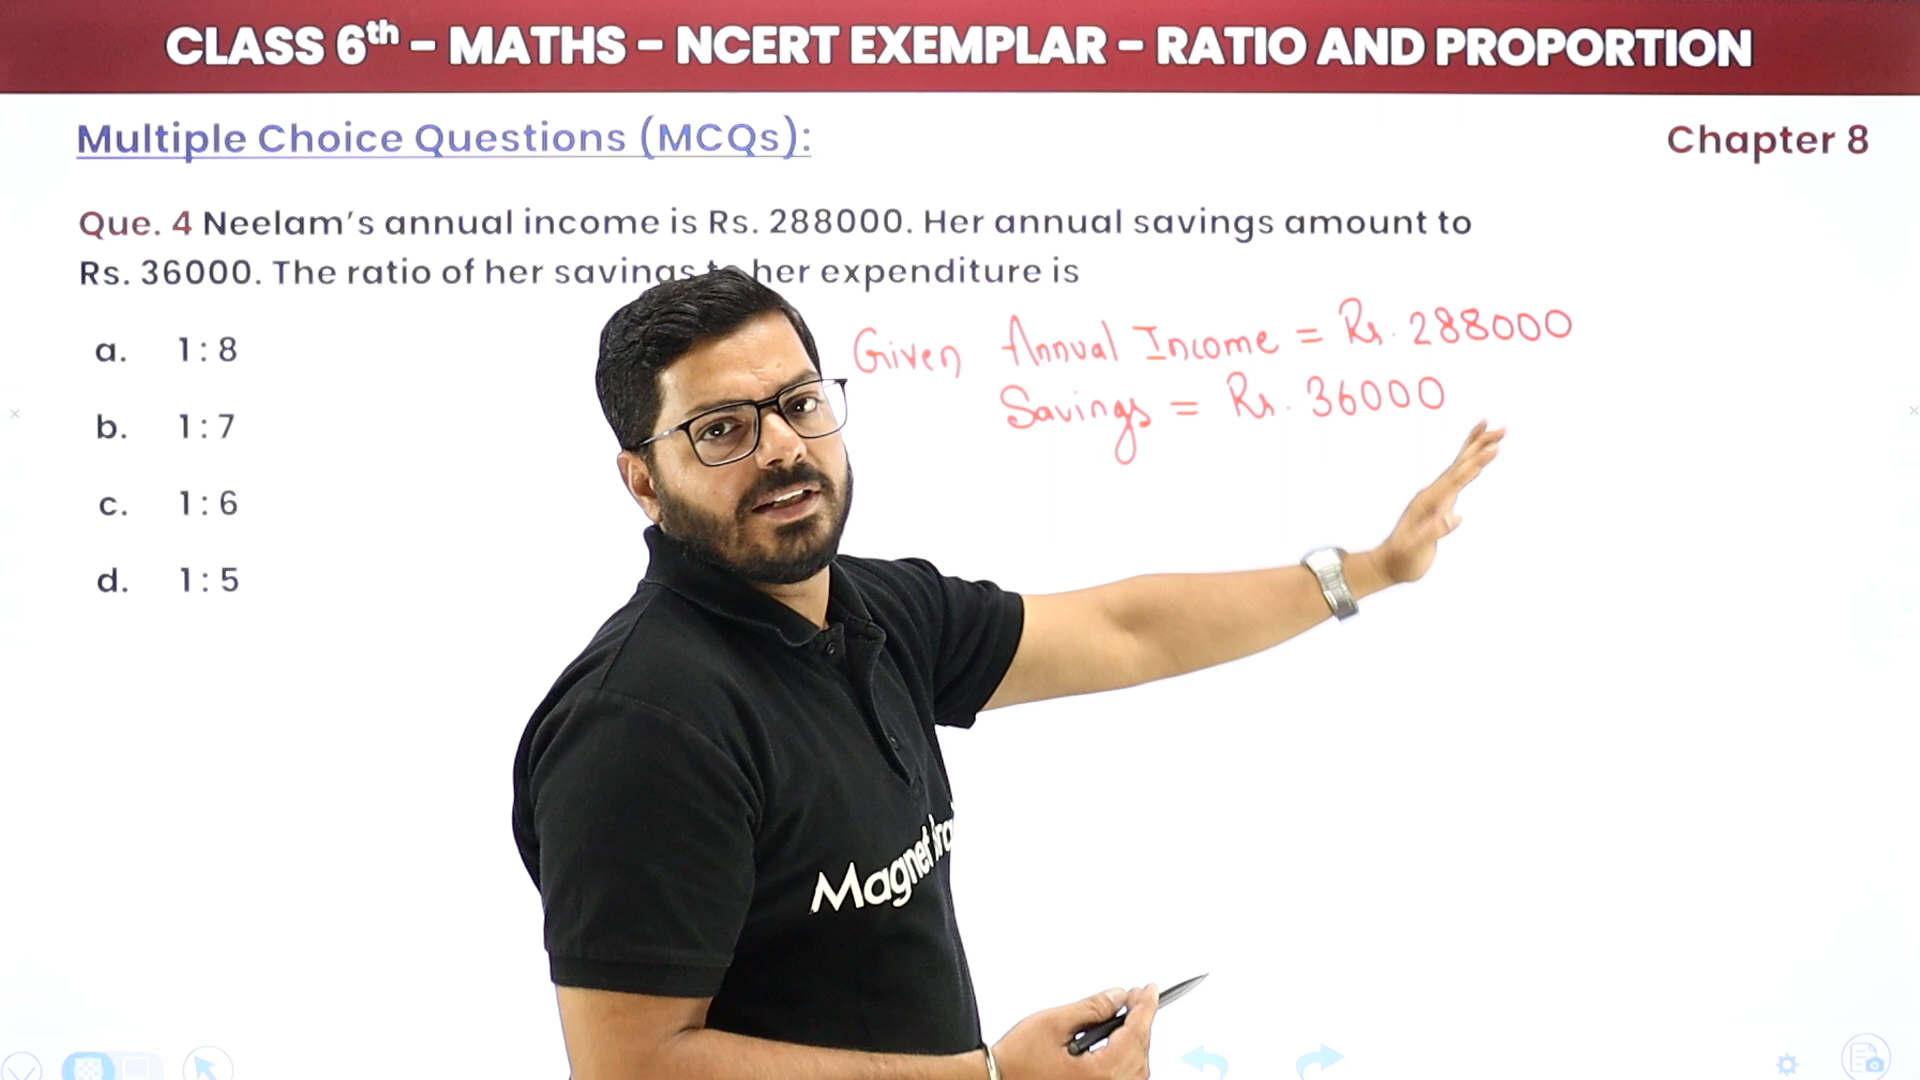 CLASS 6th – MATHS – NCERT EXEMPLAR – RATIO AND PROPORTION
Multiple Choice Questions (MCQs):
Chapter 8
Que. 4 Neelam's annual income is Rs. 288000. Her annual savings amount to
Rs. 36000. The ratio of her savings to her expenditure is
a. 1 : 8
b. 1 : 7
c. 1 : 6
d. 1 : 5
Given Annual Income = Rs. 288000
Savings = Rs. 36000
Magnet